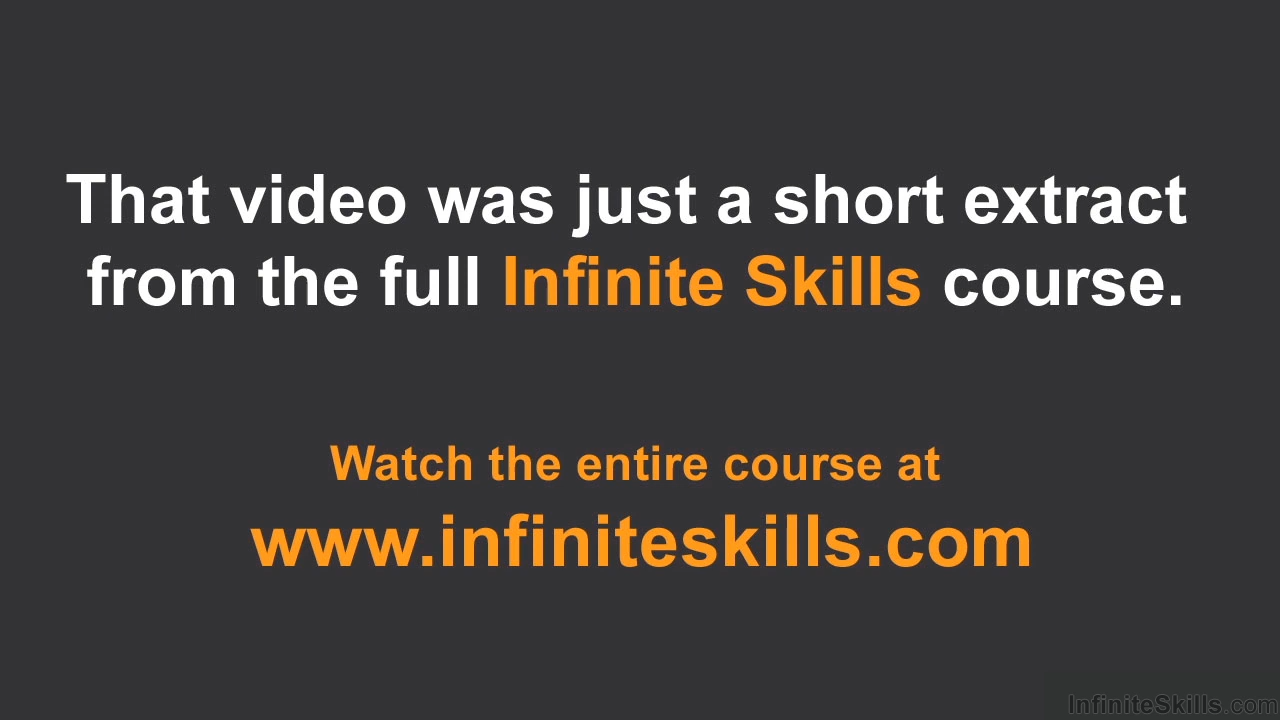 That video was just a short extract
from the full Infinite Skills course.
Watch the entire course at
www.infiniteskills.com
InfiniteSkills.com